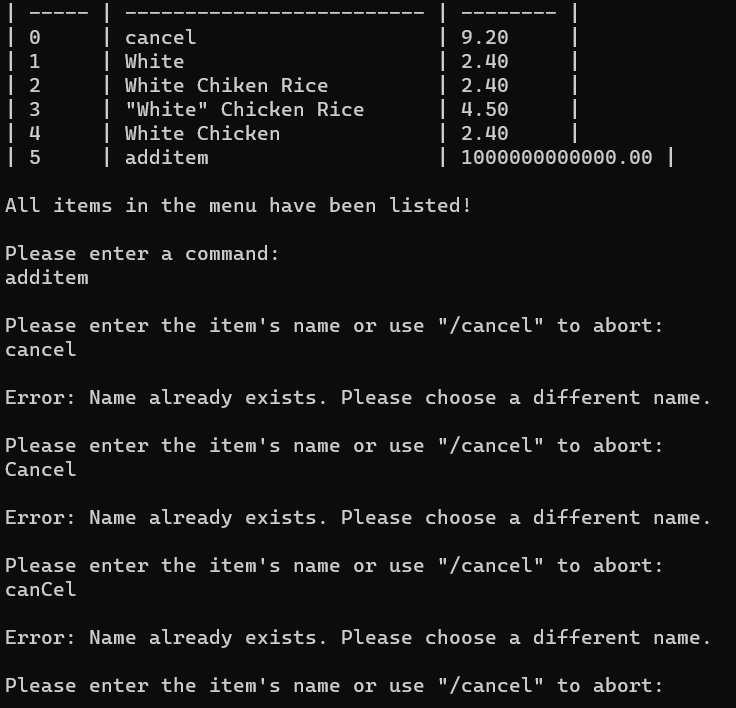 | ----- | ------------------------- | -------- |
| 0     | cancel                    | 9.20     |
| 1     | White                     | 2.40     |
| 2     | White Chiken Rice         | 2.40     |
| 3     | "White" Chicken Rice      | 4.50     |
| 4     | White Chicken             | 2.40     |
| 5     | additem                   | 1000000000000.00 |
All items in the menu have been listed!
Please enter a command:
additem
Please enter the item's name or use "/cancel" to abort:
cancel
Error: Name already exists. Please choose a different name.
Please enter the item's name or use "/cancel" to abort:
Cancel
Error: Name already exists. Please choose a different name.
Please enter the item's name or use "/cancel" to abort:
canCel
Error: Name already exists. Please choose a different name.
Please enter the item's name or use "/cancel" to abort: